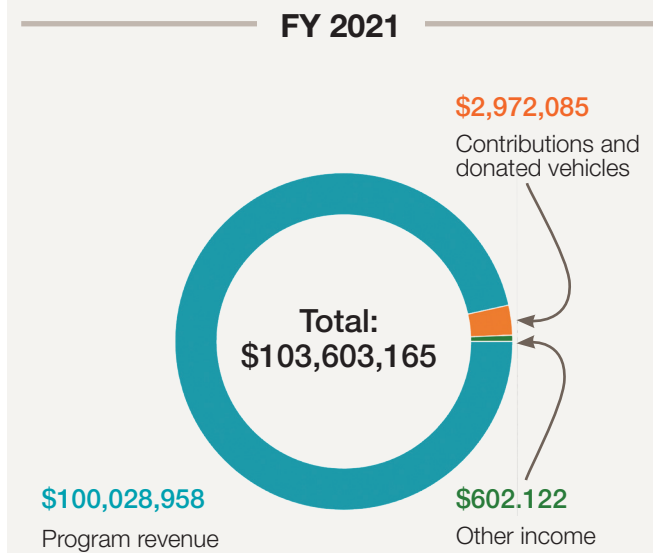 FY 2021
$2,972,085
Contributions and
donated vehicles
Total:
$103,603,165
$100,028,958
Program revenue
$602.122
Other income